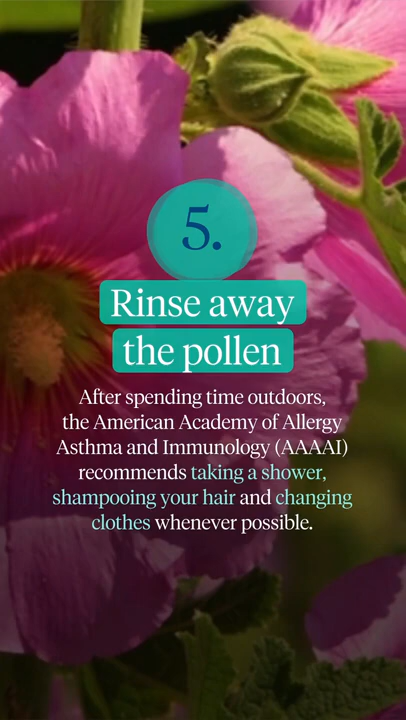 5.
Rinse away
the pollen
After spending time outdoors,
the American Academy of Allergy
Asthma and Immunology (AAAAI)
recommends taking a shower,
shampooing your hair and changing
clothes whenever possible.